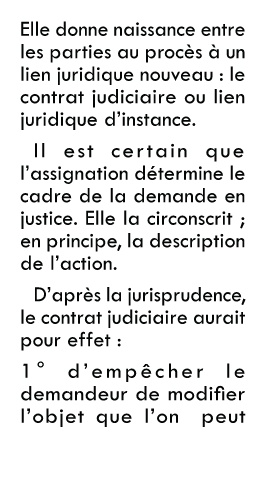 Elle donne naissance entre
les parties au procès à un
lien juridique nouveau : le
contrat judiciaire ou lien
juridique d'instance.
Il est certain que
l'assignation détermine le
cadre de la demande en
justice. Elle la circonscrit ;
en principe, la description
de l'action.
D'après la jurisprudence,
le contrat judiciaire aurait
pour effet :
1° d'empêcher le
demandeur de modifier
l'objet que l'on peut